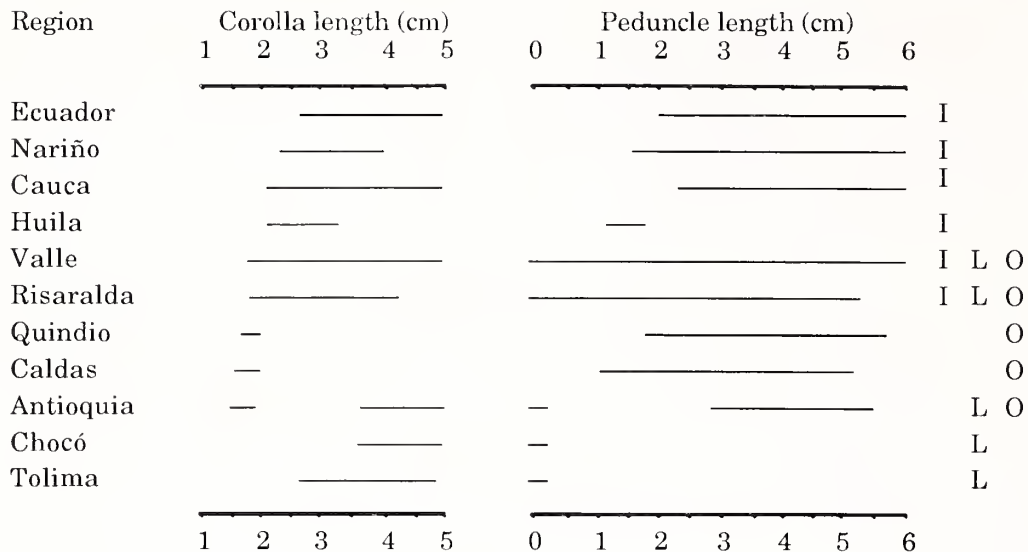 Region Corolla length (cm) Peduncle length (cm)
1 2 3 4 5 0 1 2 3 4 5 6
Ecuador I
Nariño I
Cauca I
Huila I
Valle I L O
Risaralda I L O
Quindio O
Caldas O
Antioquia L O
Chocó L
Tolima L
1 2 3 4 5 0 1 2 3 4 5 6